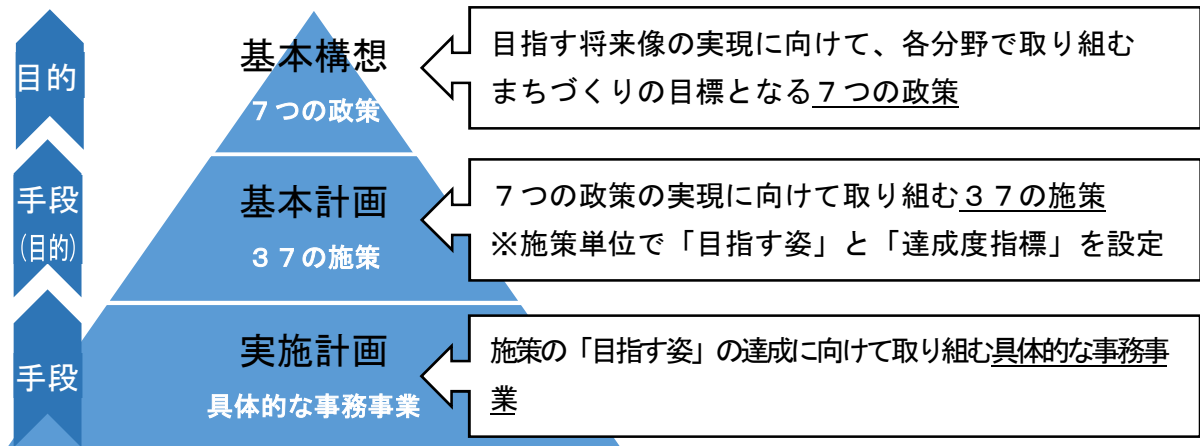 目的
基本構想
7つの政策
目指す将来像の実現に向けて、各分野で取り組む
まちづくりの目標となる7つの政策
手段
(目的)
基本計画
37の施策
7つの政策の実現に向けて取り組む37の施策
※施策単位で「目指す姿」と「達成度指標」を設定
手段
実施計画
具体的な事務事業
施策の「目指す姿」の達成に向けて取り組む具体的な事務事
業